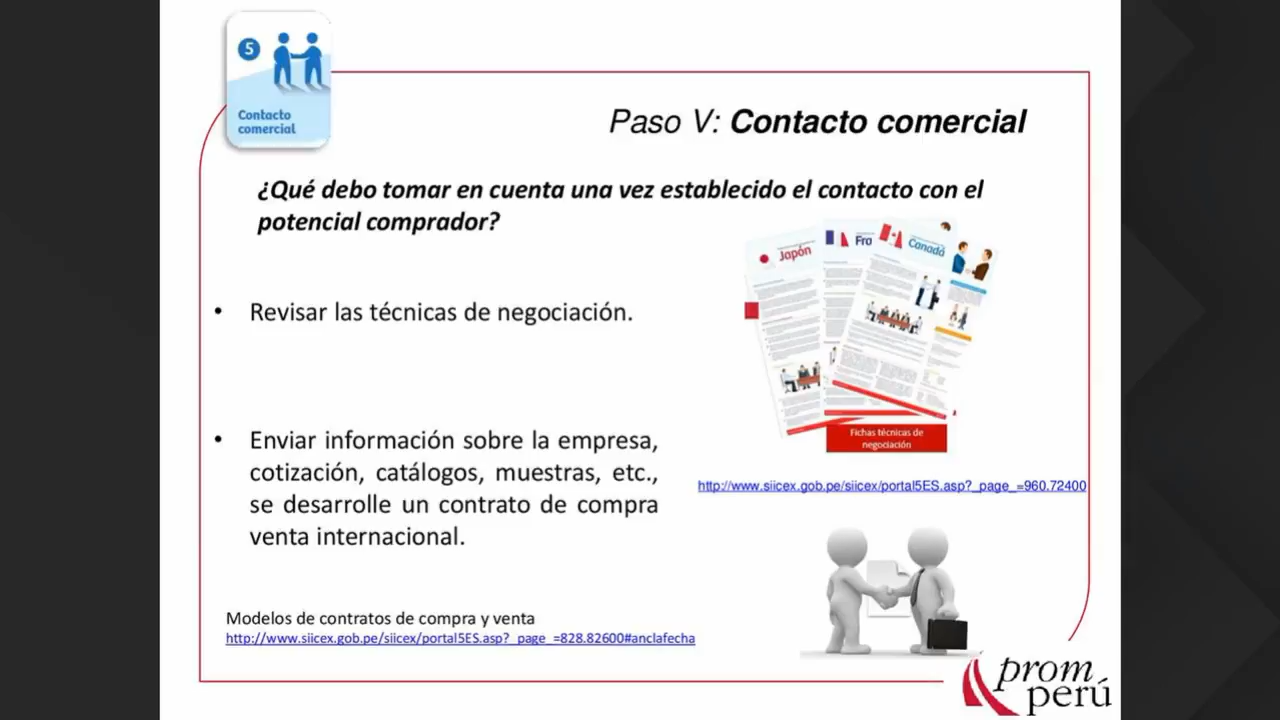 5
Contacto
comercial
Paso V: Contacto comercial
¿Qué debo tomar en cuenta una vez establecido el contacto con el
potencial comprador?
Japón
Fra
Canadá
• Revisar las técnicas de negociación.
Fichas técnicas de
negociación
• Enviar información sobre la empresa,
cotización, catálogos, muestras, etc.,
se desarrolle un contrato de compra
venta internacional.
http://www.siicex.gob.pe/siicex/portal5ES.asp?_page_=960.72400
Modelos de contratos de compra y venta
http://www.siicex.gob.pe/siicex/portal5ES.asp?_page_=828.82600#anclafecha
prom
perú